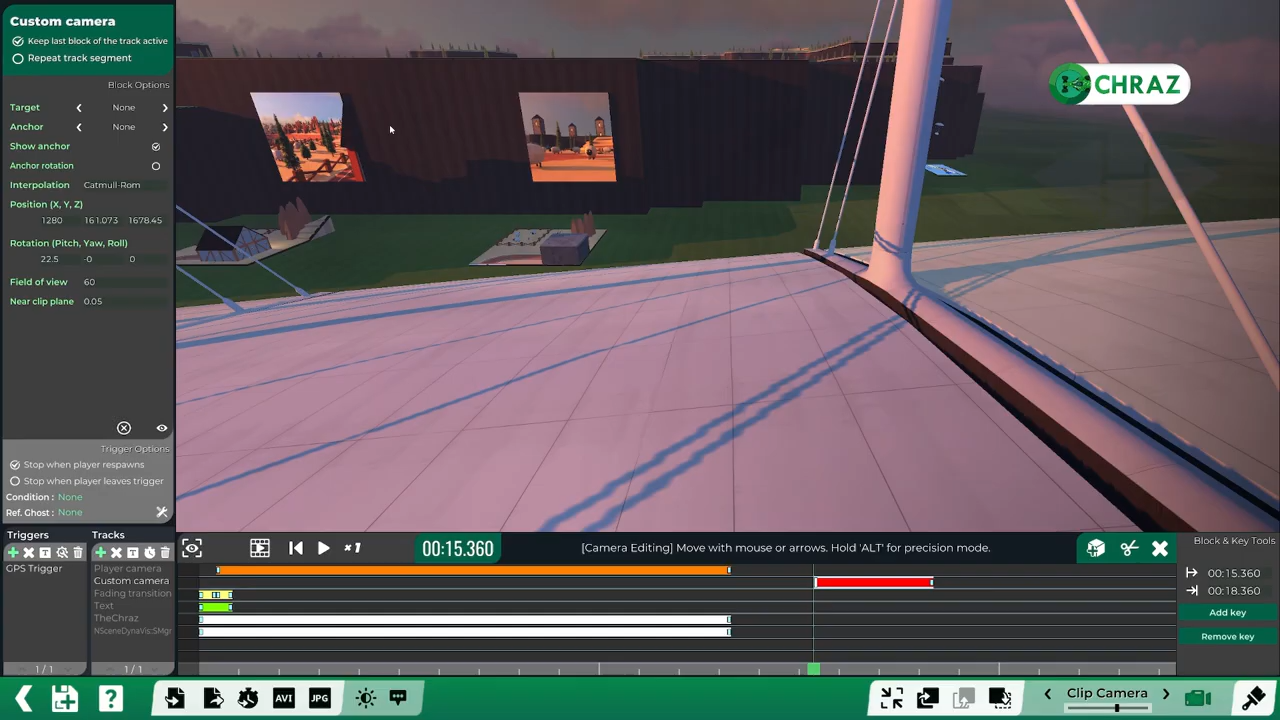 Custom camera
Keep last block of the track active
Repeat track segment
Block Options
Target None
Anchor None
Show anchor
Anchor rotation
Interpolation Catmull-Rom
Position (X, Y, Z)
1280 161.073 1678.45
Rotation (Pitch, Yaw, Roll)
22.5 -0 0
Field of view 60
Near clip plane 0.05
Trigger Options
Stop when player respawns
Stop when player leaves trigger
Condition : None
Ref. Ghost : None
CHRAZ
×1
00:15.360
[Camera Editing] Move with mouse or arrows. Hold 'ALT' for precision mode.
Block & Key Tools
00:15.360
00:18.360
Add key
Remove key
Triggers
GPS Trigger
1 / 1
Tracks
Player camera
Custom camera
Fading transition
Text
TheChraz
NSceneDynaVis::SMgr
1 / 1
AVI
JPG
Clip Camera